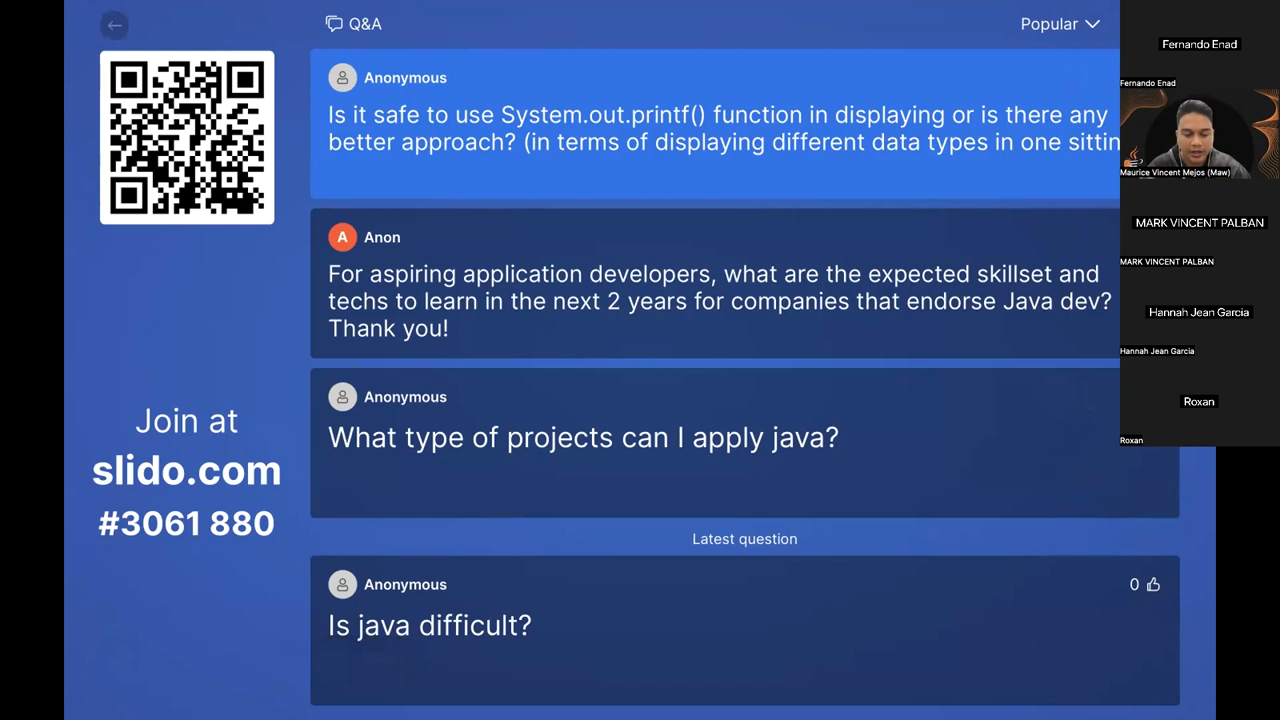 Q&A
Popular
Anonymous
Is it safe to use System.out.printf() function in displaying or is there any
better approach? (in terms of displaying different data types in one
A Anon
For aspiring application developers, what are the expected skillset and
techs to learn in the next 2 years for companies that endorse Java dev?
Thank you!
Anonymous
What type of projects can I apply java?
Latest question
Anonymous
0
Is java difficult?
Join at
slido.com
#3061 880
Fernando Enad
Fernando Enad
Maurice Vincent Mejos (Maw)
MARK VINCENT PALBAN
MARK VINCENT PALBAN
Hannah Jean Garcia
Hannah Jean Garcia
Roxan
Roxan